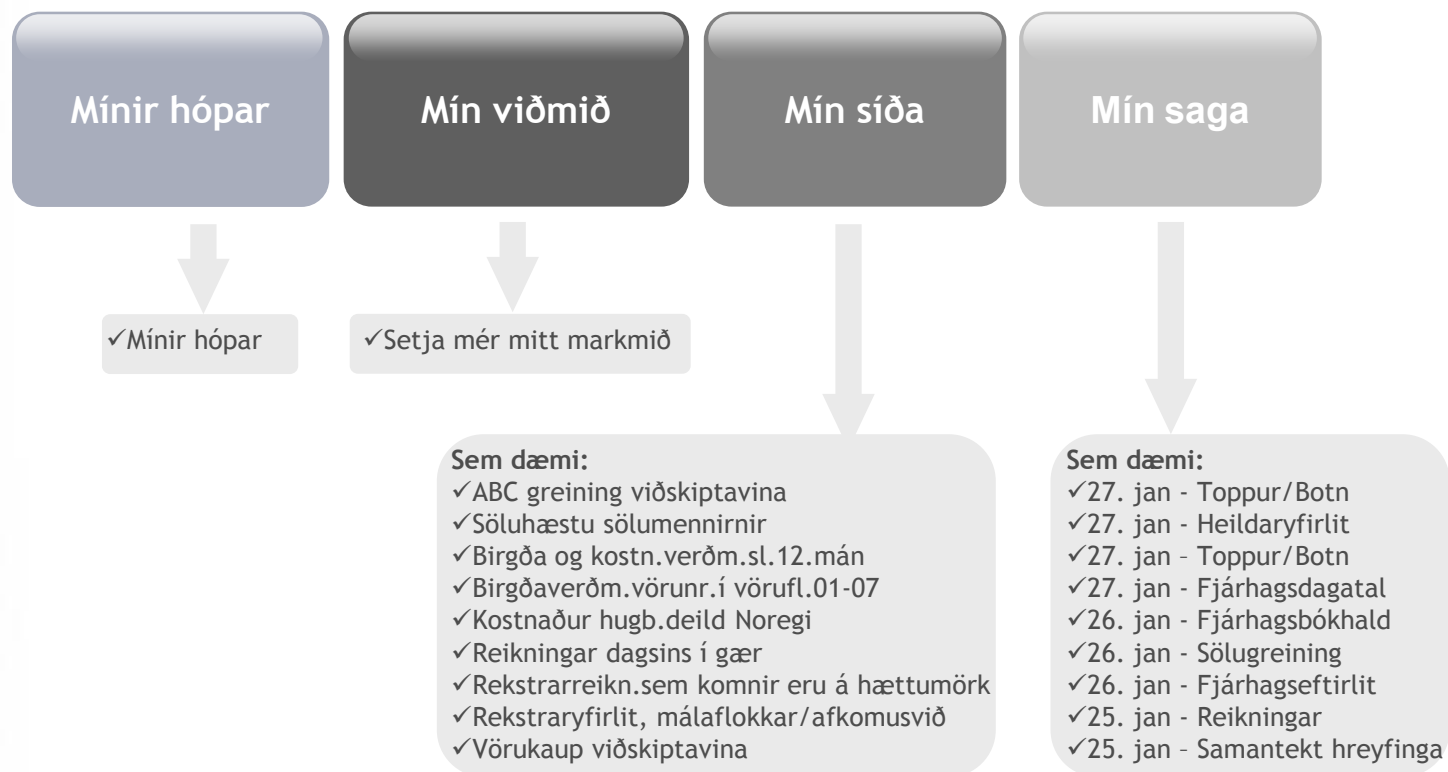 Mínir hópar
Mín viðmið
Mín síða
Mín saga
✓Mínir hópar
✓Setja mér mitt markmið
Sem dæmi:
✓ABC greining viðskiptavina
✓Söluhæstu sölumennirnir
✓Birgða og kostn.verðm.sl.12.mán
✓Birgðaverðm.vörunr.í vörufl.01-07
✓Kostnaður hugb.deild Noregi
✓Reikningar dagsins í gær
✓Rekstrarreikn.sem komnir eru á hættumörk
✓Rekstraryfirlit, málaflokkar/afkomusvið
✓Vörukaup viðskiptavina
Sem dæmi:
✓27. jan - Toppur/Botn
✓27. jan - Heildaryfirlit
✓27. jan – Toppur/Botn
✓27. jan - Fjárhagsdagatal
✓26. jan - Fjárhagsbókhald
✓26. jan - Sölugreining
✓26. jan - Fjárhagseftirlit
✓25. jan - Reikningar
✓25. jan – Samantekt hreyfinga